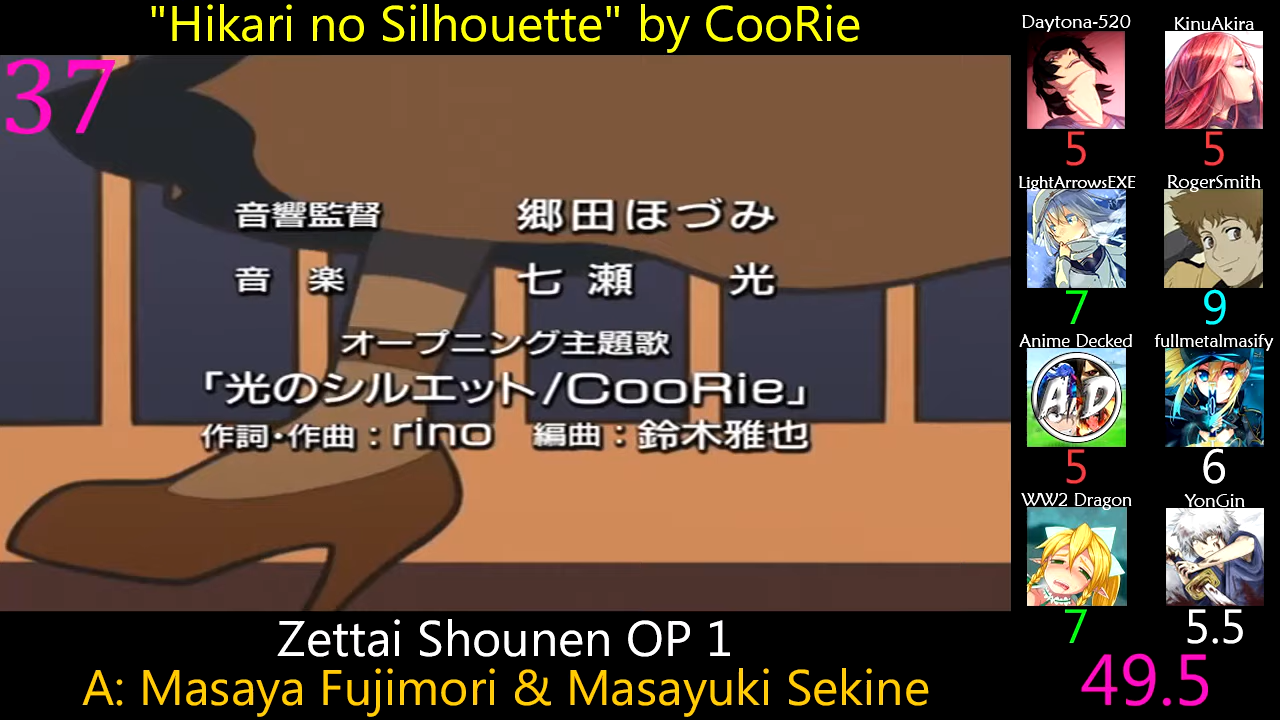 "Hikari no Silhouette" by CooRie
37
音響監督 郷田ほづみ
音 楽 七瀬 光
オープニング主題歌
「光のシルエット/CooRie」
作詞・作曲：rino 編曲：鈴木雅也
Zettai Shounen OP 1
A: Masaya Fujimori & Masayuki Sekine
Daytona-520 KinuAkira
5 5
LightArrowsEXE RogerSmith
7 9
Anime Decked fullmetalmasify
AD
5 6
WW2 Dragon YonGin
7 5.5
49.5